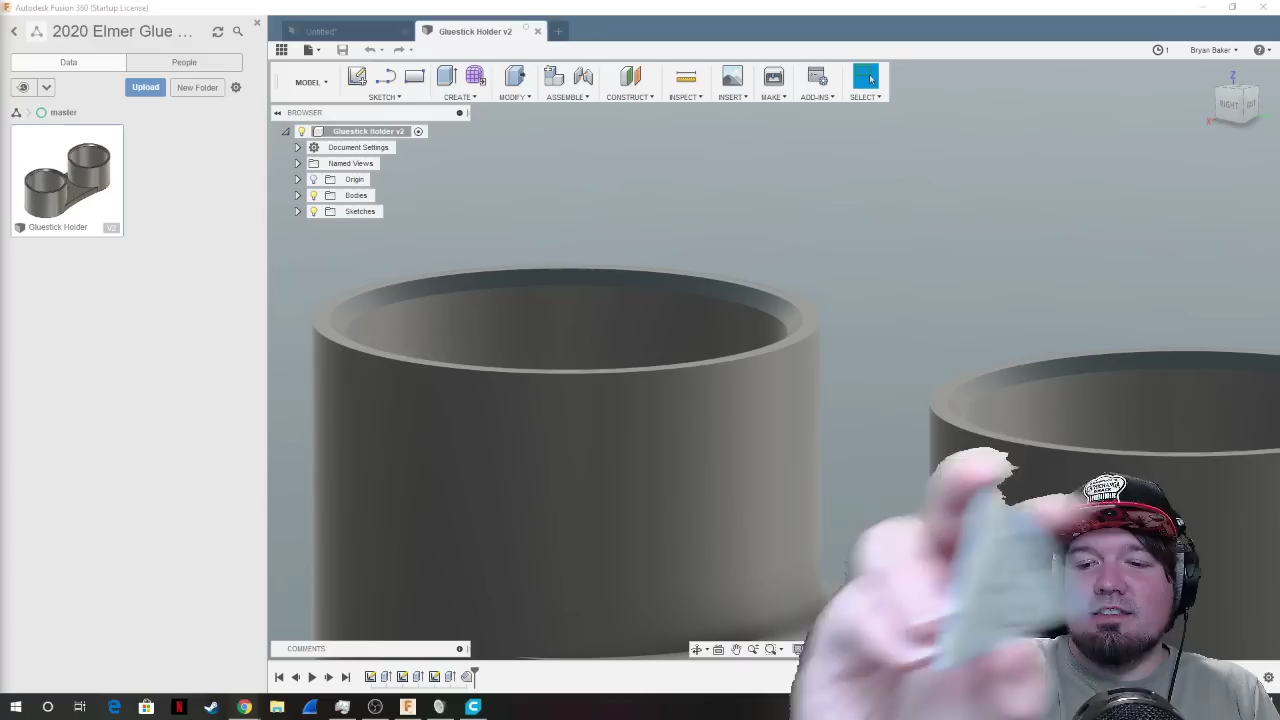 Autodesk Fusion 360 (Startup License)
2020 Elmer Glue ...
Data
People
Upload
New Folder
master
Gluestick Holder
V2
Untitled*
Gluestick Holder v2
1
Bryan Baker
MODEL
SKETCH
CREATE
MODIFY
ASSEMBLE
CONSTRUCT
INSPECT
INSERT
MAKE
ADD-INS
SELECT
BROWSER
Gluestick Holder v2
Document Settings
Named Views
Origin
Bodies
Sketches
Z
RIGHT
X
COMMENTS